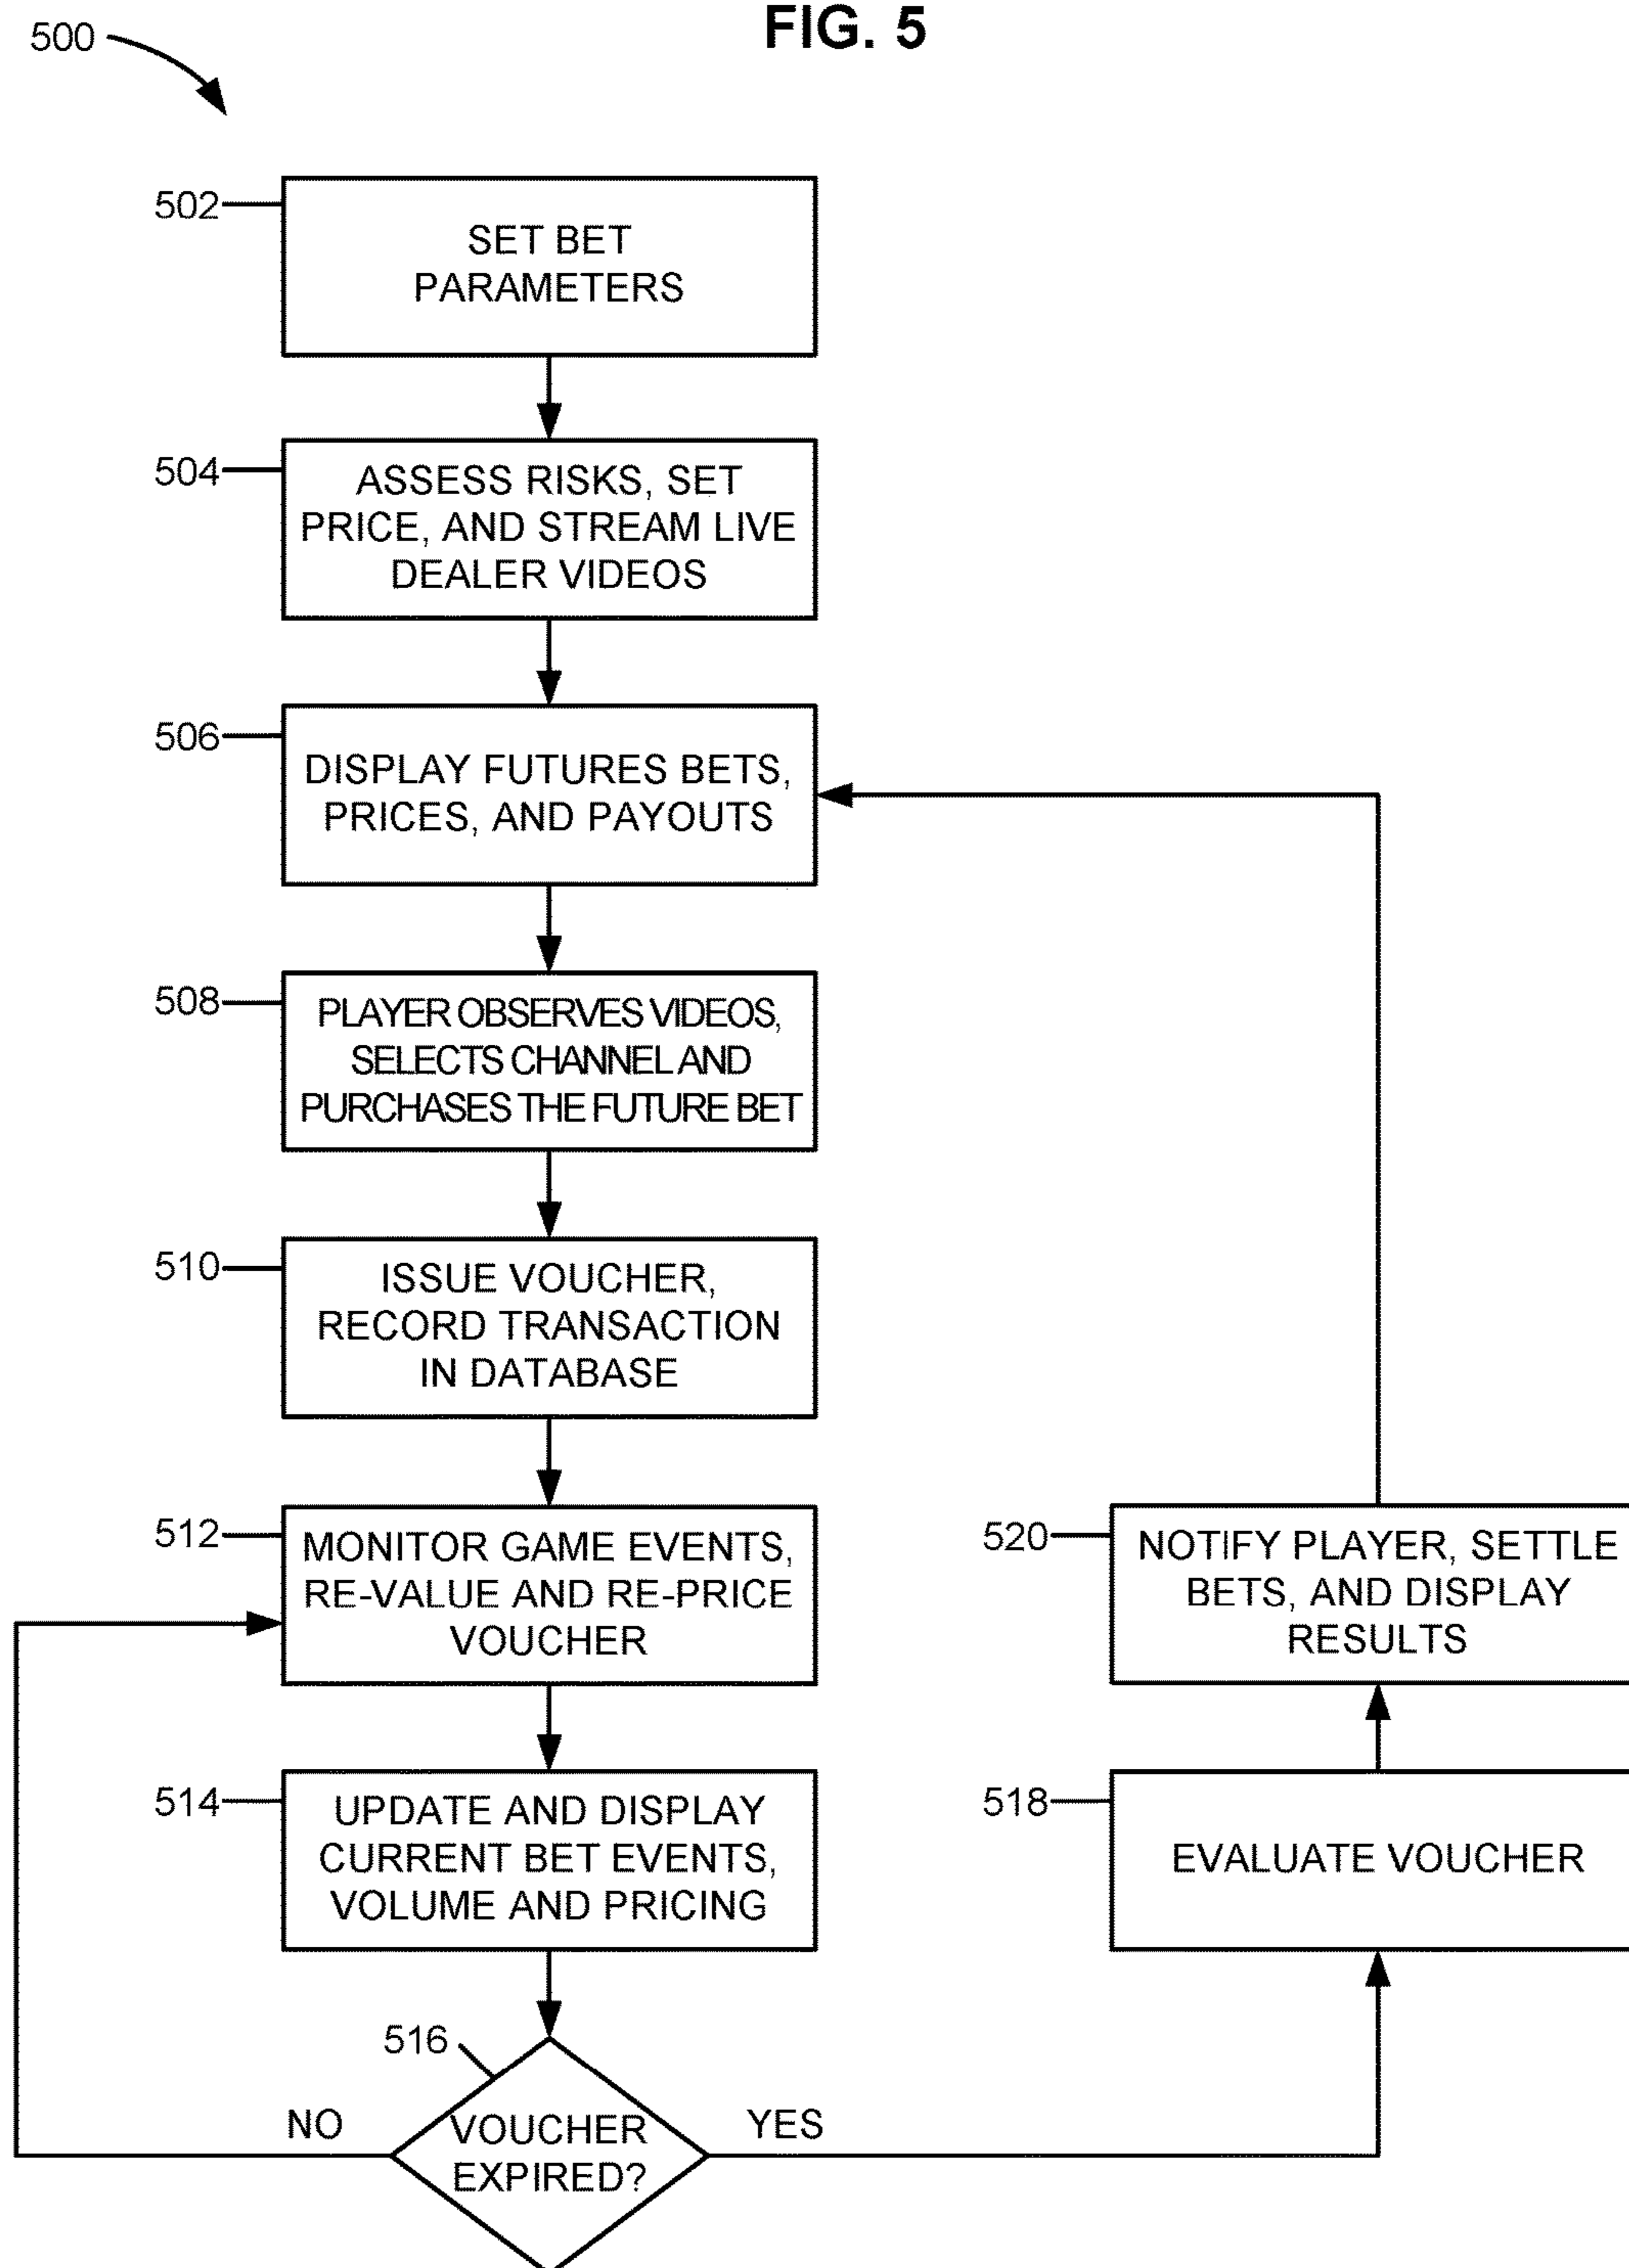 FIG. 5
500
502
SET BET
PARAMETERS
504
ASSESS RISKS, SET
PRICE, AND STREAM LIVE
DEALER VIDEOS
506
DISPLAY FUTURES BETS,
PRICES, AND PAYOUTS
508
PLAYER OBSERVES VIDEOS,
SELECTS CHANNEL AND
PURCHASES THE FUTURE BET
510
ISSUE VOUCHER,
RECORD TRANSACTION
IN DATABASE
512
MONITOR GAME EVENTS,
RE-VALUE AND RE-PRICE
VOUCHER
514
UPDATE AND DISPLAY
CURRENT BET EVENTS,
VOLUME AND PRICING
516
VOUCHER
EXPIRED?
NO
YES
518
EVALUATE VOUCHER
520
NOTIFY PLAYER, SETTLE
BETS, AND DISPLAY
RESULTS